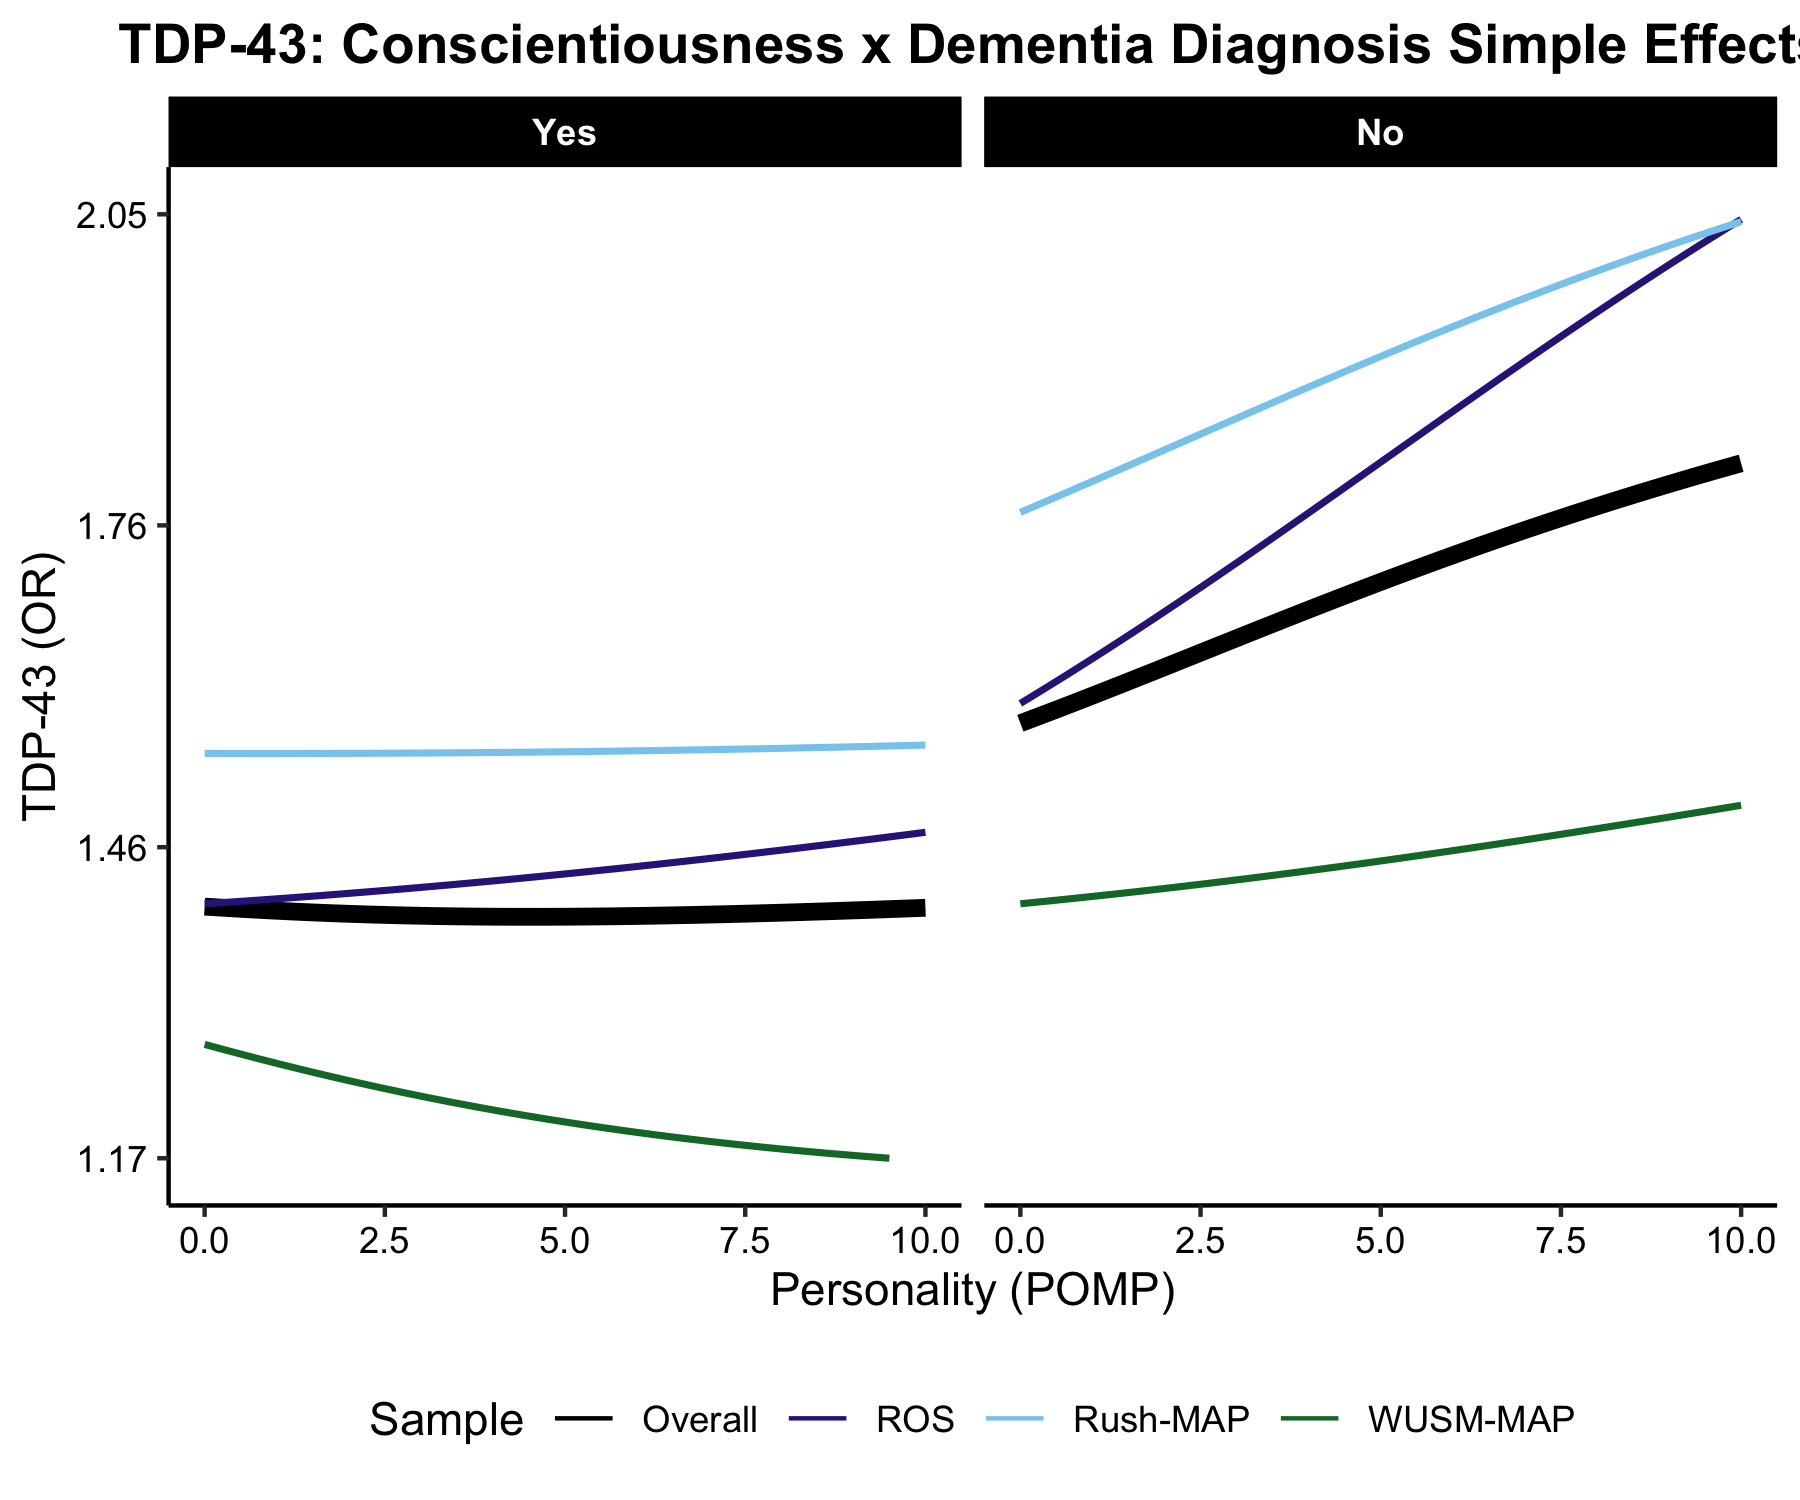 TDP-43: Conscientiousness x Dementia Diagnosis Simple Effects
Yes No
2.05
1.76
1.46
1.17
TDP-43 (OR)
0.0 2.5 5.0 7.5 10.0 0.0 2.5 5.0 7.5 10.0
Personality (POMP)
Sample Overall ROS Rush-MAP WUSM-MAP